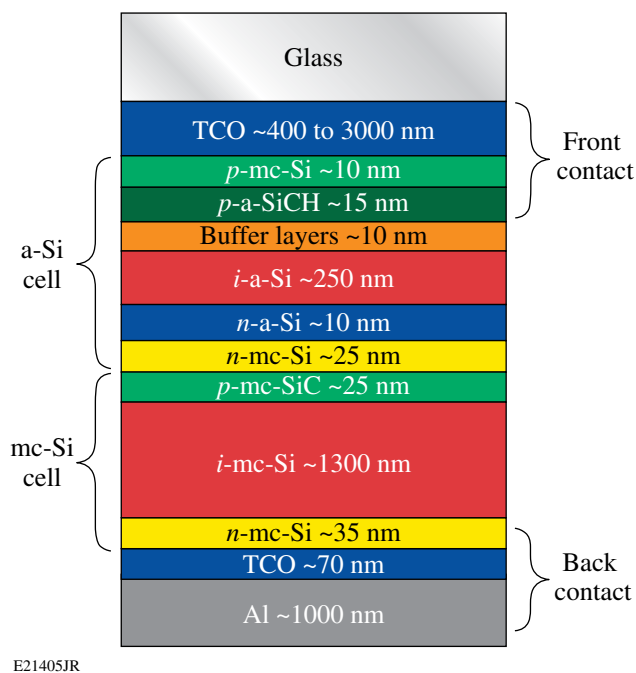 Glass
TCO ~400 to 3000 nm
Front
contact
p-mc-Si ~10 nm
p-a-SiCH ~15 nm
Buffer layers ~10 nm
a-Si
cell
i-a-Si ~250 nm
n-a-Si ~10 nm
n-mc-Si ~25 nm
p-mc-SiC ~25 nm
mc-Si
cell
i-mc-Si ~1300 nm
n-mc-Si ~35 nm
TCO ~70 nm
Back
contact
Al ~1000 nm
E21405JR